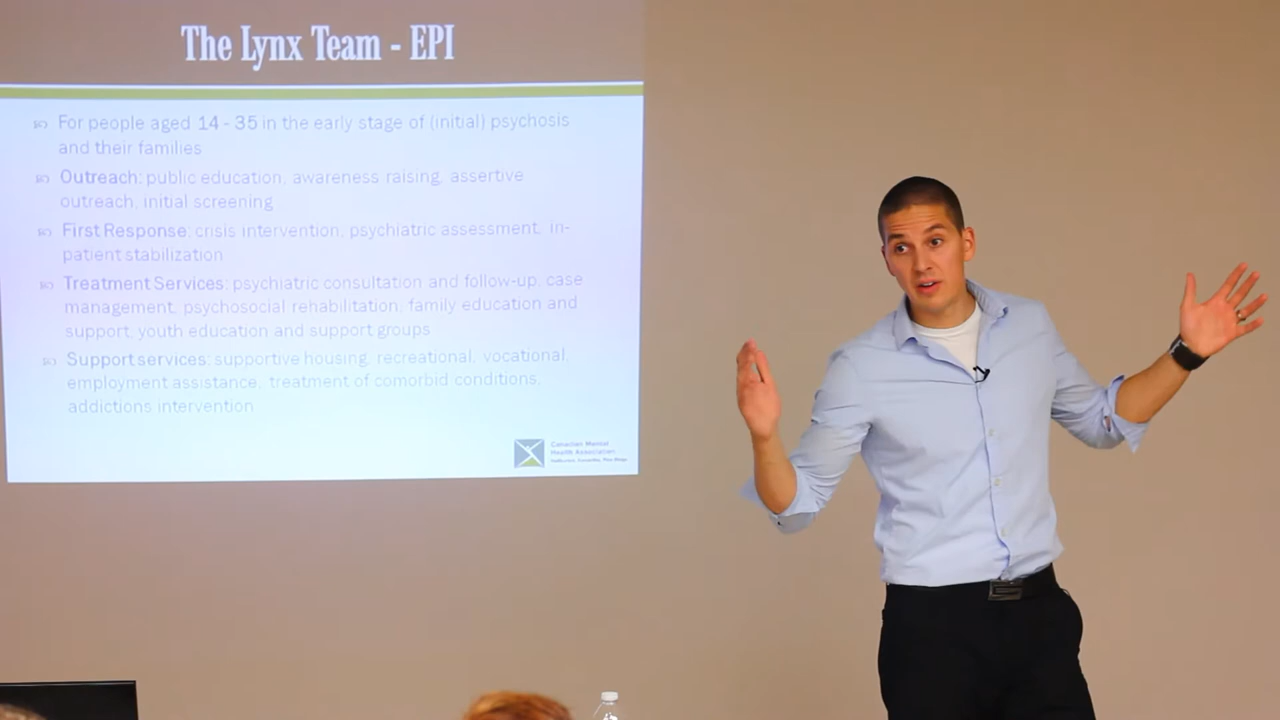 The Lynx Team - EPI
For people aged 14 - 35 in the early stage of (initial) psychosis
and their families
Outreach: public education, awareness raising, assertive
outreach, initial screening
First Response: crisis intervention, psychiatric assessment, in-
patient stabilization
Treatment Services: psychiatric consultation and follow-up, case
management, psychosocial rehabilitation, family education and
support, youth education and support groups
Support services: supportive housing, recreational, vocational,
employment assistance, treatment of comorbid conditions,
addictions intervention
Canadian Mental
Health Association